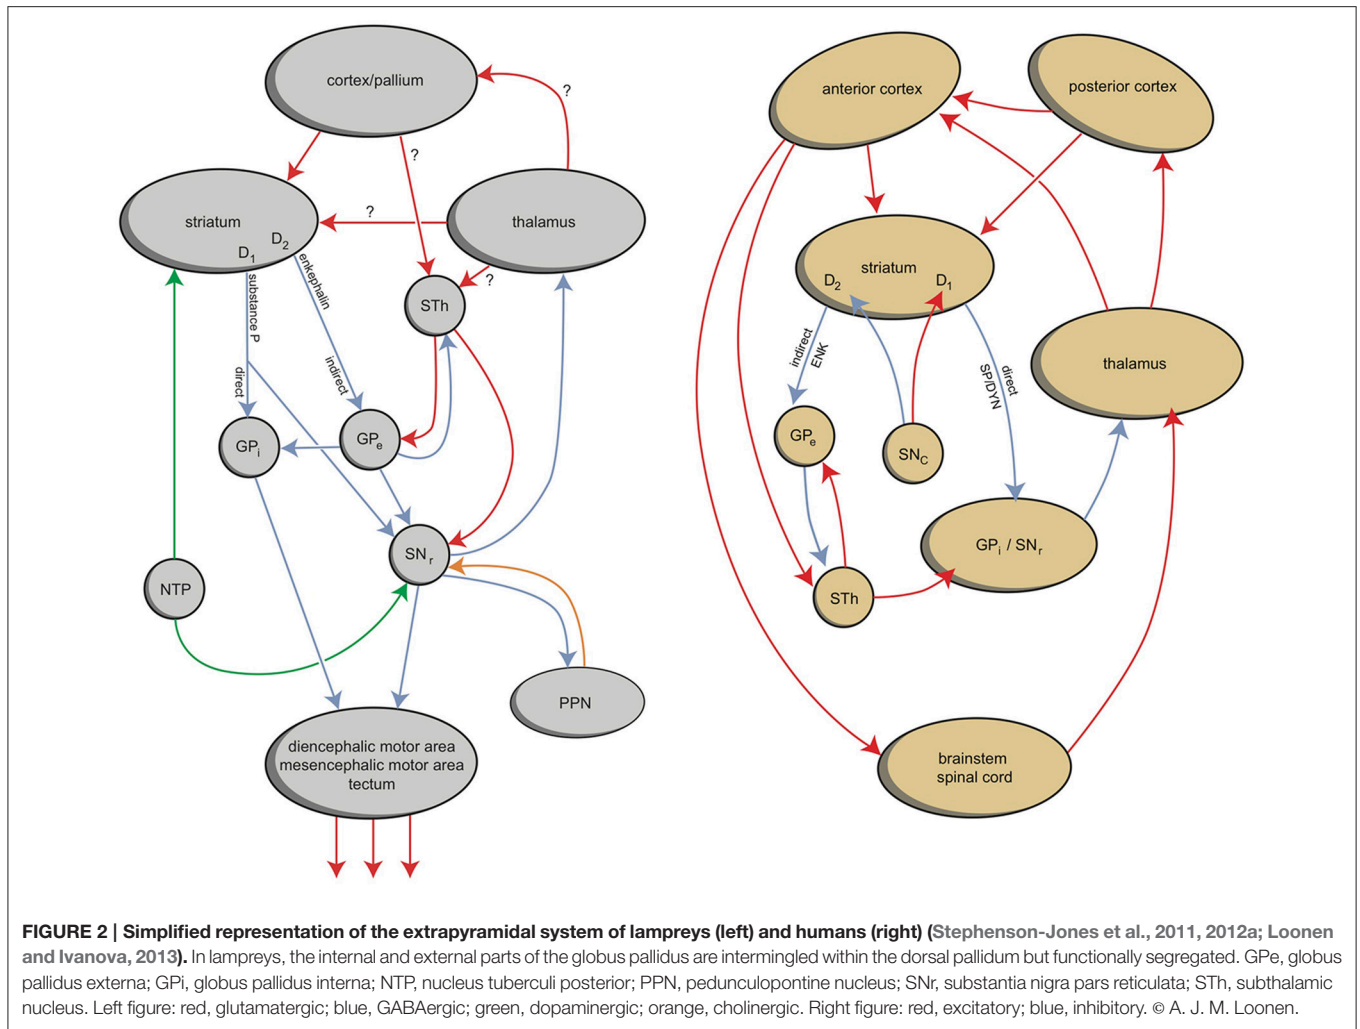 cortex/pallium
?
?
striatum
D1
D2
?
thalamus
?
substance P
enkephalin
STh
direct
indirect
GPi
GPe
SNr
NTP
PPN
diencephalic motor area
mesencephalic motor area
tectum
anterior cortex
posterior cortex
striatum
D2
D1
indirect
ENK
direct
SP/DYN
thalamus
GPe
SNC
GPi / SNr
STh
brainstem
spinal cord
FIGURE 2 | Simplified representation of the extrapyramidal system of lampreys (left) and humans (right) (Stephenson-Jones et al., 2011, 2012a; Loonen
and Ivanova, 2013). In lampreys, the internal and external parts of the globus pallidus are intermingled within the dorsal pallidum but functionally segregated. GPe, globus
pallidus externa; GPi, globus pallidus interna; NTP, nucleus tuberculi posterior; PPN, pedunculopontine nucleus; SNr, substantia nigra pars reticulata; STh, subthalamic
nucleus. Left figure: red, glutamatergic; blue, GABAergic; green, dopaminergic; orange, cholinergic. Right figure: red, excitatory; blue, inhibitory. © A. J. M. Loonen.